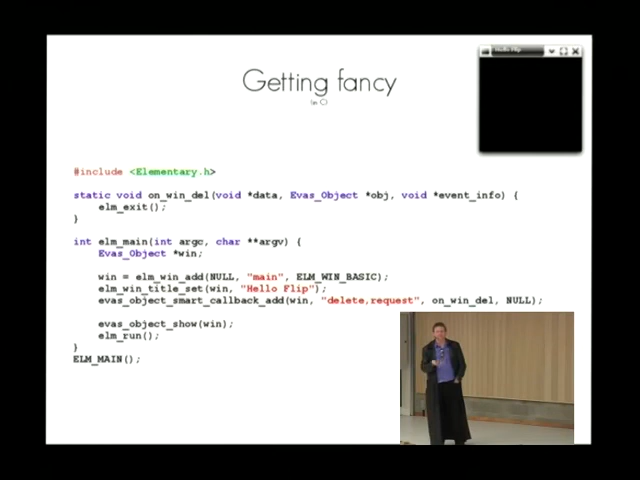 Hello Flip
Getting fancy
#include <Elementary.h>
static void on_win_del(void *data, Evas_Object *obj, void *event_info) {
elm_exit();
}
int elm_main(int argc, char **argv) {
Evas_Object *win;
win = elm_win_add(NULL, "main", ELM_WIN_BASIC);
elm_win_title_set(win, "Hello Flip");
evas_object_smart_callback_add(win, "delete,request", on_win_del, NULL);
evas_object_show(win);
elm_run();
}
ELM_MAIN();